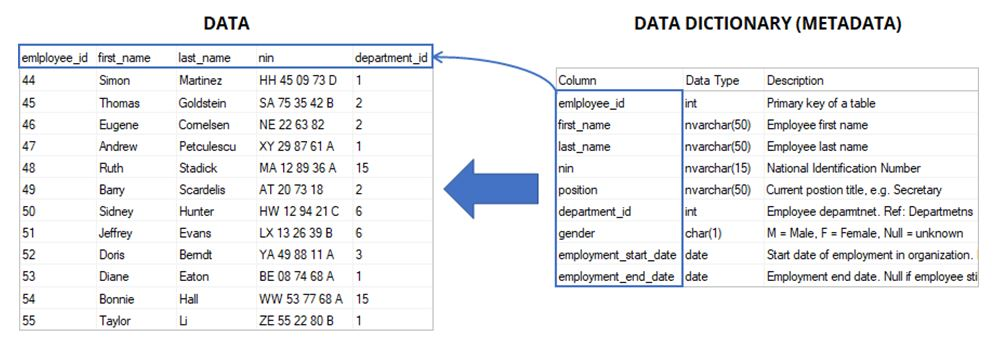 DATA
emlployee_id first_name last_name nin department_id
44 Simon Martinez HH 45 09 73 D 1
45 Thomas Goldstein SA 75 35 42 B 2
46 Eugene Cornelsen NE 22 63 82 2
47 Andrew Petculescu XY 29 87 61 A 1
48 Ruth Stadick MA 12 89 36 A 15
49 Barry Scardelis AT 20 73 18 2
50 Sidney Hunter HW 12 94 21 C 6
51 Jeffrey Evans LX 13 26 39 B 6
52 Doris Berndt YA 49 88 11 A 3
53 Diane Eaton BE 08 74 68 A 1
54 Bonnie Hall WW 53 77 68 A 15
55 Taylor Li ZE 55 22 80 B 1
DATA DICTIONARY (METADATA)
Column Data Type Description
emlployee_id int Primary key of a table
first_name nvarchar(50) Employee first name
last_name nvarchar(50) Employee last name
nin nvarchar(15) National Identification Number
position nvarchar(50) Current postion title, e.g. Secretary
department_id int Employee deparmtnet. Ref: Departmetns
gender char(1) M = Male, F = Female, Null = unknown
employment_start_date date Start date of employment in organization.
employment_end_date date Employment end date. Null if employee sti